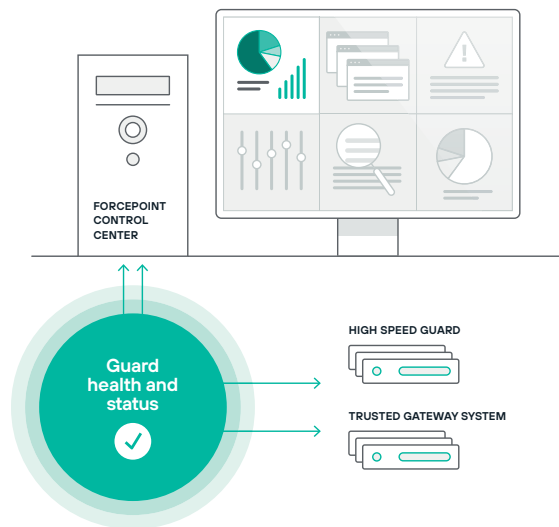 FORCEPOINT
CONTROL
CENTER
Guard
health and
status
HIGH SPEED GUARD
TRUSTED GATEWAY SYSTEM